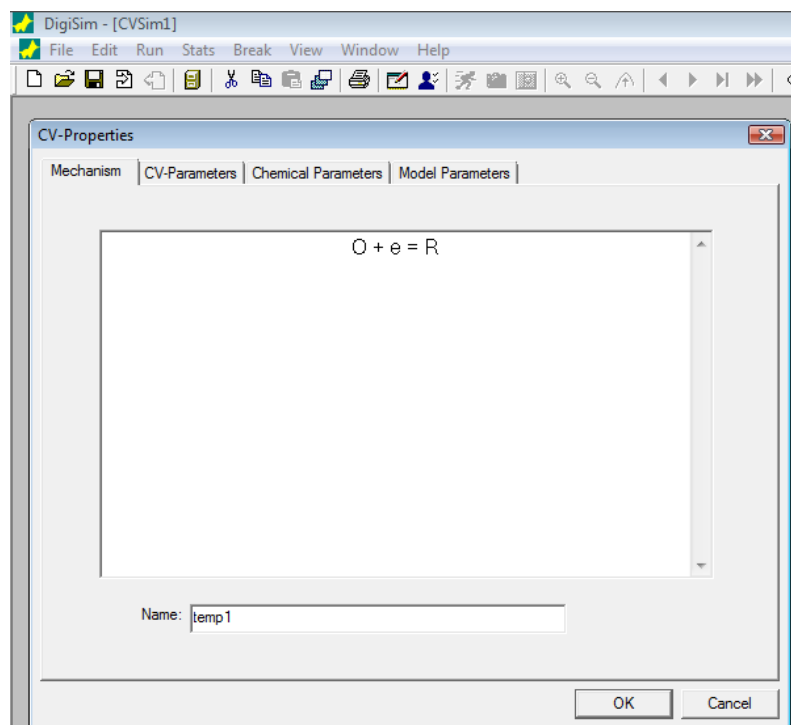 DigiSim - [CVSim1]
File Edit Run Stats Break View Window Help
CV-Properties
Mechanism CV-Parameters Chemical Parameters Model Parameters
O + e = R
Name: temp1
OK Cancel